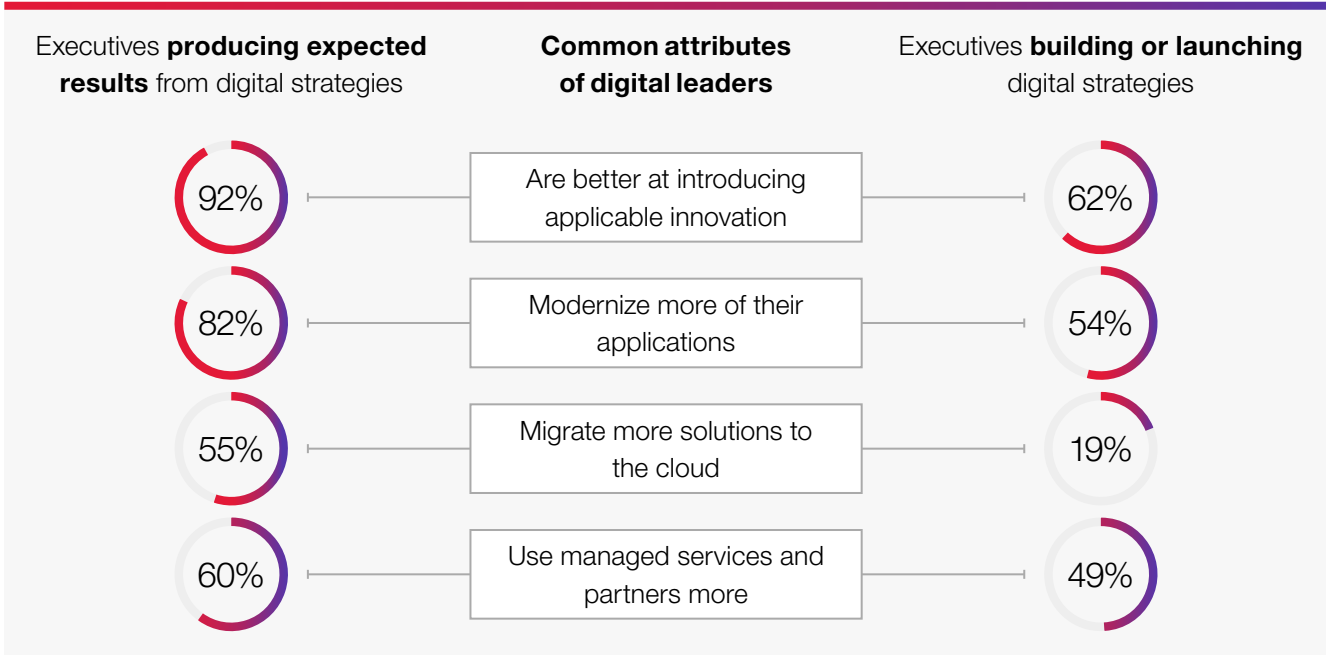 Executives producing expected
results from digital strategies
Common attributes
of digital leaders
Executives building or launching
digital strategies
92%
Are better at introducing
applicable innovation
62%
82%
Modernize more of their
applications
54%
55%
Migrate more solutions to
the cloud
19%
60%
Use managed services and
partners more
49%